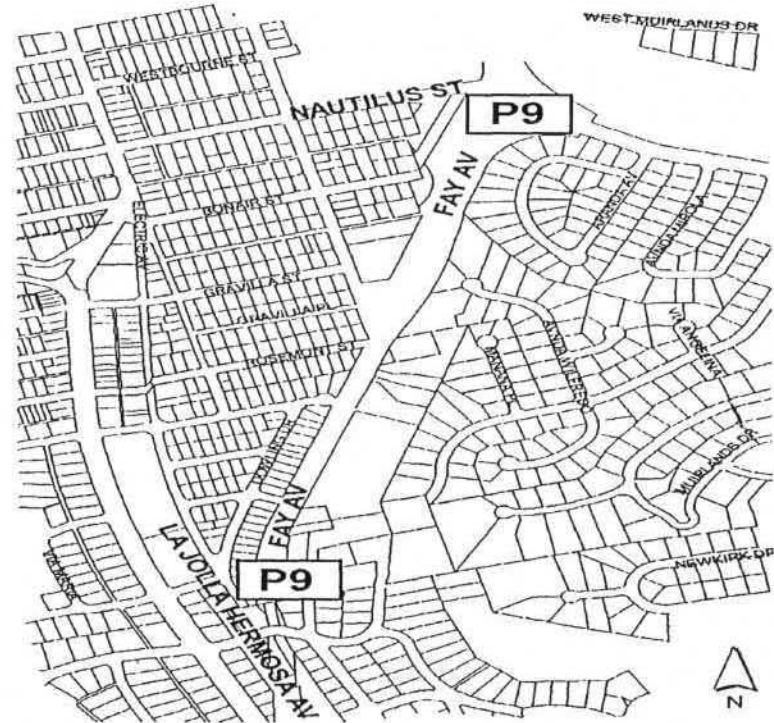 WEST MUIRLANDS DR
WESTBOURNE ST
NAUTILUS ST
P9
FAY AV
BONAIR ST
GRAVILLA ST
GRAVILLA PL
ROSEMONT ST
VIA ANGELINA
MUIRLANDS DR
FAY AV
P9
NEWKIRK DR
LA JOLLA HERMOSA AV
N